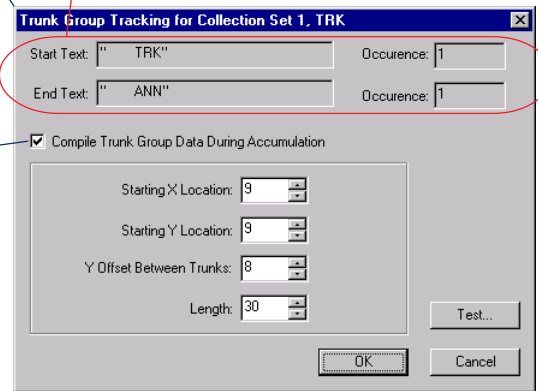 Trunk Group Tracking for Collection Set 1, TRK
Start Text: "    TRK" Occurence: 1
End Text: "    ANN" Occurence: 1
Compile Trunk Group Data During Accumulation
Starting X Location: 9
Starting Y Location: 9
Y Offset Between Trunks: 8
Length: 30
Test...
OK Cancel